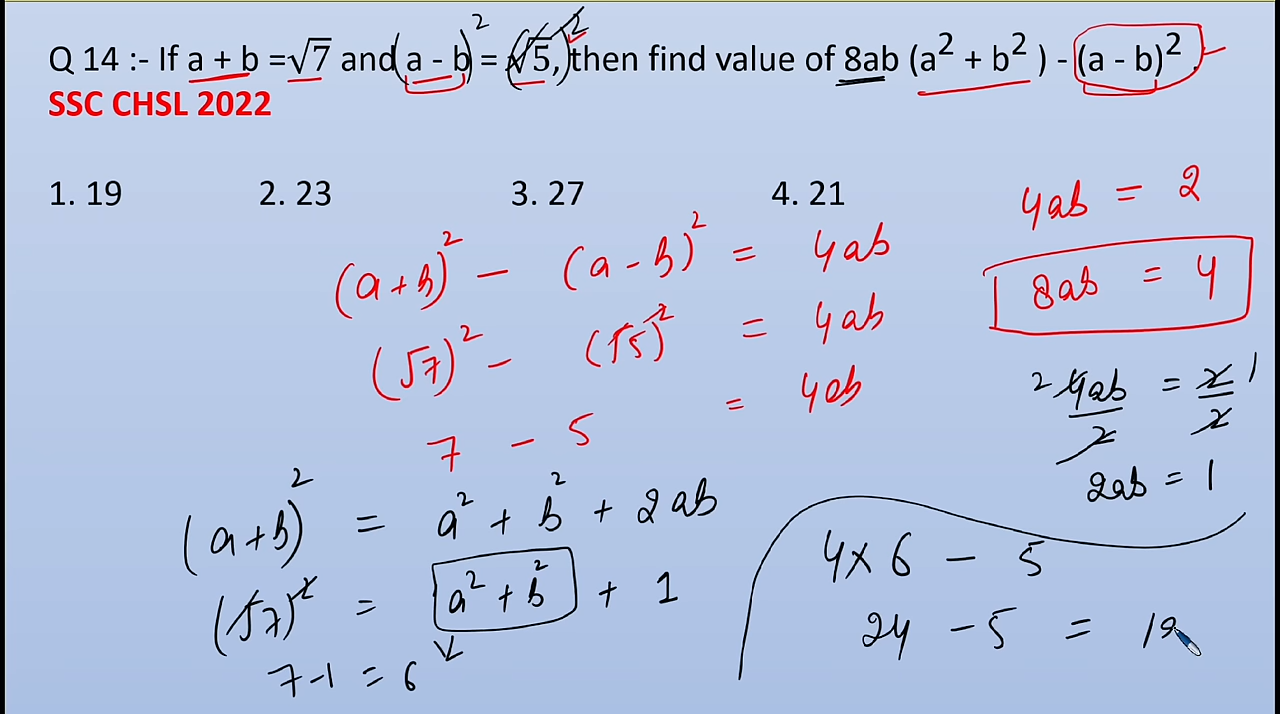 Q 14 :- If a + b =√7 and (a - b)² = (√5,)² then find value of 8ab (a² + b² ) - (a - b)²
SSC CHSL 2022
1. 19 2. 23 3. 27 4. 21
4ab = 2
(a+b)² - (a-b)² = 4ab
8ab = 4
(√7)² - (√5)² = 4ab
7 - 5 = 4ab
2 4ab/2 = 2/2 1
2ab = 1
(a+b)² = a² + b² + 2ab
4×6 - 5
(√7)² = a² + b² + 1
24 - 5 = 19
7-1 = 6